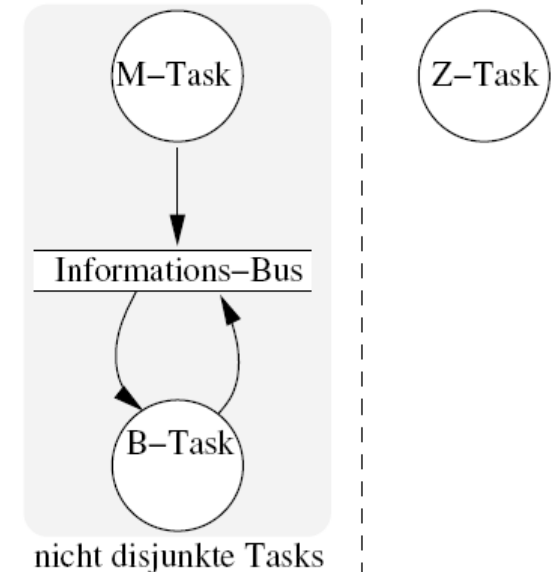 M–Task
Z–Task
Informations–Bus
B–Task
nicht disjunkte Tasks